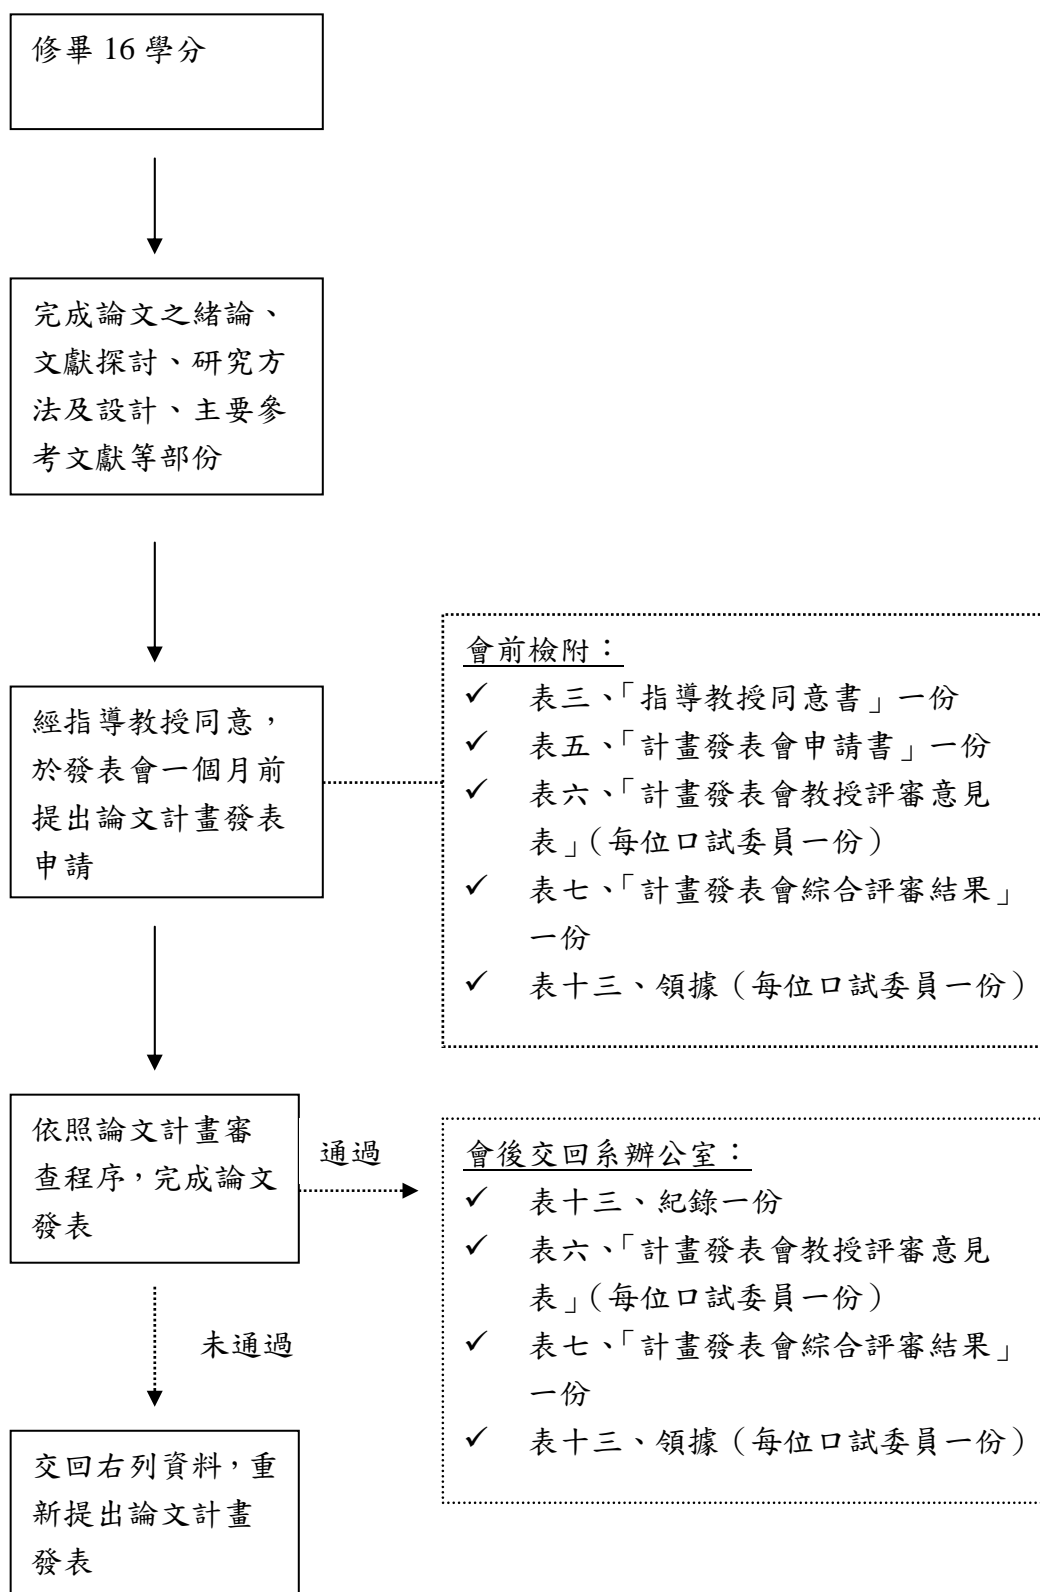 修畢 16 學分
完成論文之緒論、
文獻探討、研究方
法及設計、主要參
考文獻等部份
經指導教授同意，
於發表會一個月前
提出論文計畫發表
申請
會前檢附：
✓ 表三、「指導教授同意書」一份
✓ 表五、「計畫發表會申請書」一份
✓ 表六、「計畫發表會教授評審意見
表」（每位口試委員一份）
✓ 表七、「計畫發表會綜合評審結果」
一份
✓ 表十三、領據（每位口試委員一份）
依照論文計畫審
查程序，完成論文
發表
通過
會後交回系辦公室：
✓ 表十三、紀錄一份
✓ 表六、「計畫發表會教授評審意見
表」（每位口試委員一份）
✓ 表七、「計畫發表會綜合評審結果」
一份
✓ 表十三、領據（每位口試委員一份）
未通過
交回右列資料，重
新提出論文計畫
發表